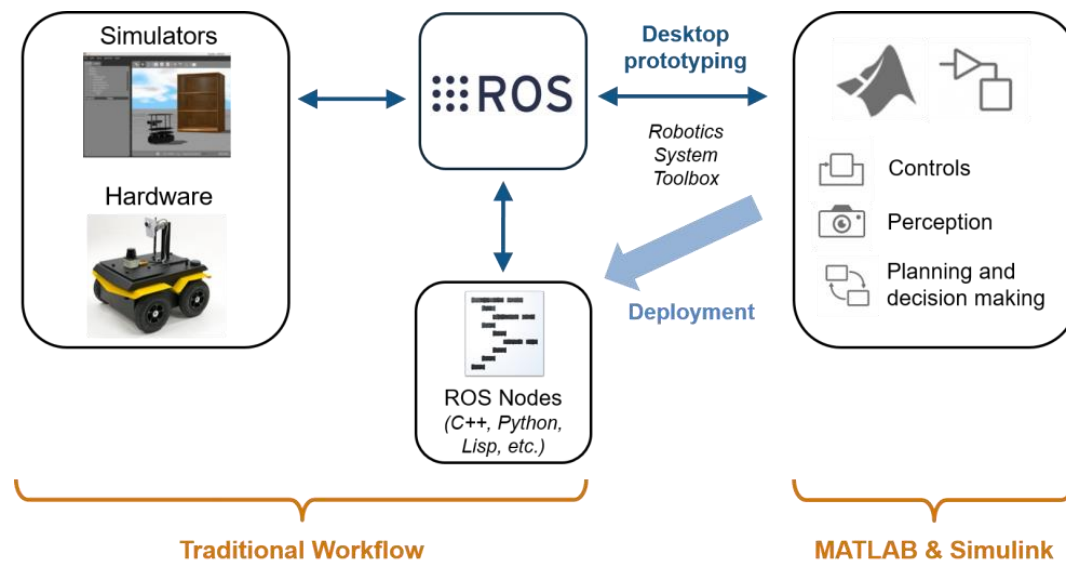 Simulators
Hardware
ROS
Desktop
prototyping
Robotics
System
Toolbox
Deployment
ROS Nodes
(C++, Python,
Lisp, etc.)
Controls
Perception
Planning and
decision making
Traditional Workflow
MATLAB & Simulink